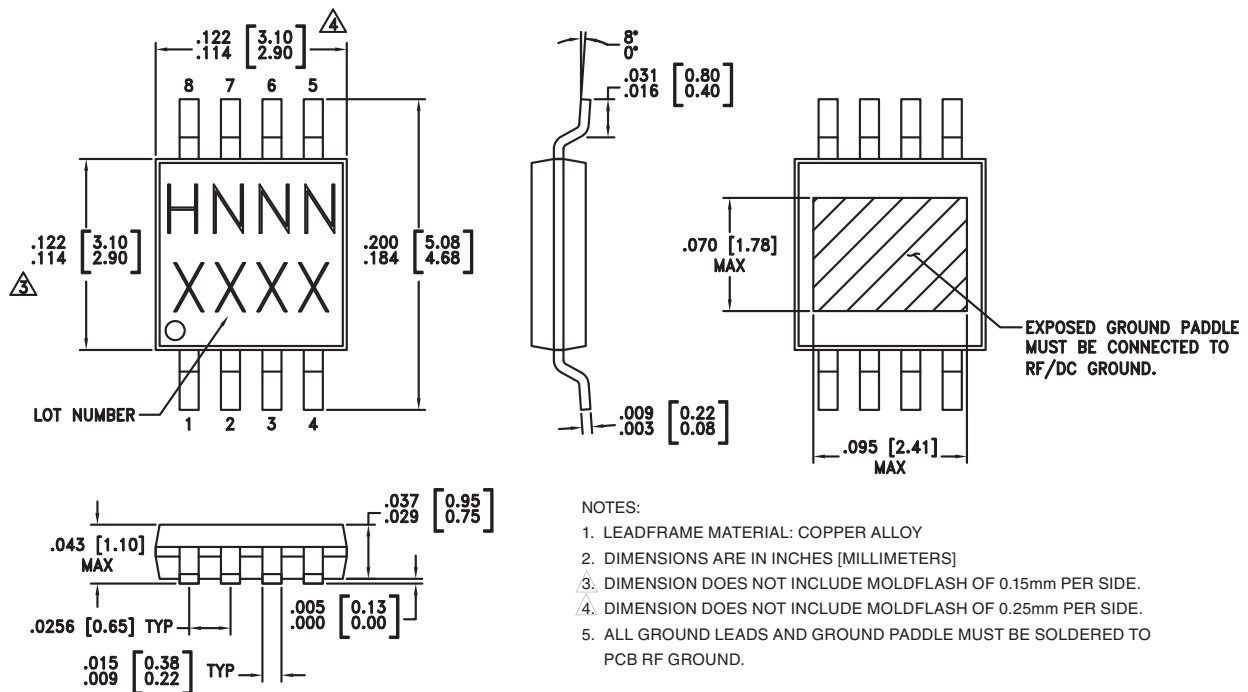 .122 [3.10]
.114 [2.90]
4
8 7 6 5
HNNN
XXXX
.122 [3.10]
.114 [2.90]
3
.200 [5.08]
.184 [4.68]
LOT NUMBER
1 2 3 4
8°
0°
.031 [0.80]
.016 [0.40]
.009 [0.22]
.003 [0.08]
.070 [1.78]
MAX
EXPOSED GROUND PADDLE
MUST BE CONNECTED TO
RF/DC GROUND.
.095 [2.41]
MAX
.037 [0.95]
.029 [0.75]
.043 [1.10]
MAX
.005 [0.13]
.000 [0.00]
.0256 [0.65] TYP
.015 [0.38]
.009 [0.22]
TYP
NOTES:
1. LEADFRAME MATERIAL: COPPER ALLOY
2. DIMENSIONS ARE IN INCHES [MILLIMETERS]
3. DIMENSION DOES NOT INCLUDE MOLDFLASH OF 0.15mm PER SIDE.
4. DIMENSION DOES NOT INCLUDE MOLDFLASH OF 0.25mm PER SIDE.
5. ALL GROUND LEADS AND GROUND PADDLE MUST BE SOLDERED TO
PCB RF GROUND.